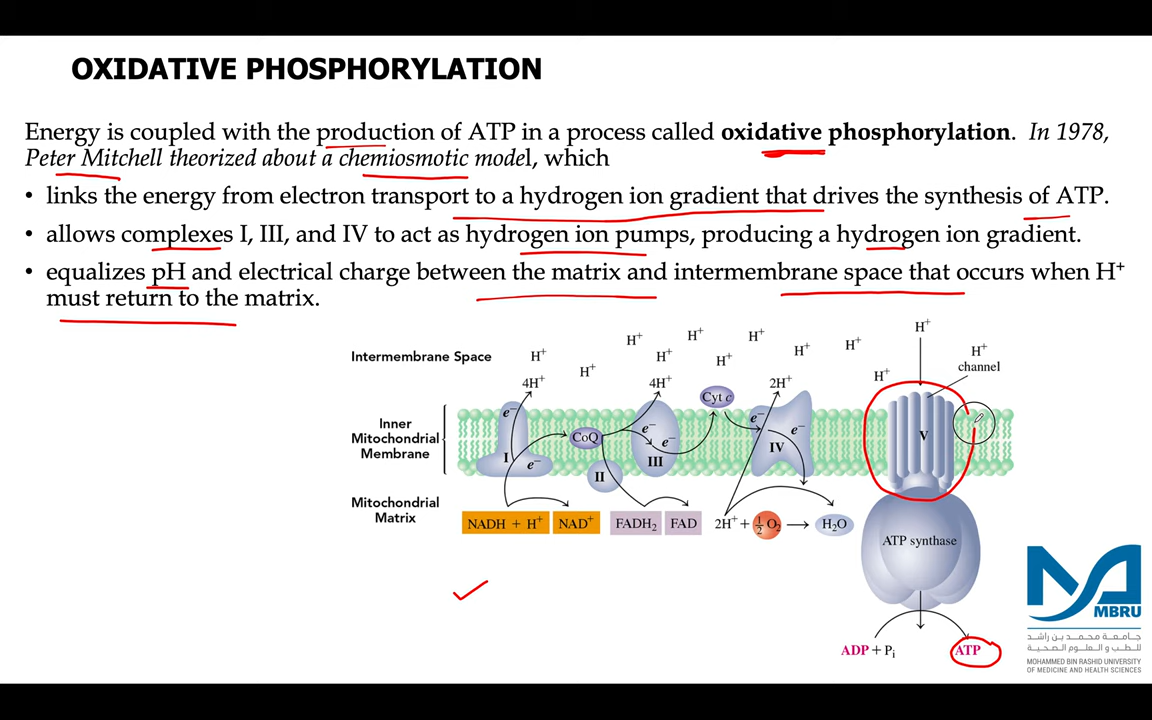 OXIDATIVE PHOSPHORYLATION
Energy is coupled with the production of ATP in a process called oxidative phosphorylation. In 1978,
Peter Mitchell theorized about a chemiosmotic model, which
• links the energy from electron transport to a hydrogen ion gradient that drives the synthesis of ATP.
• allows complexes I, III, and IV to act as hydrogen ion pumps, producing a hydrogen ion gradient.
• equalizes pH and electrical charge between the matrix and intermembrane space that occurs when H⁺
must return to the matrix.
Intermembrane Space
H⁺
H⁺
H⁺
H⁺
H⁺
H⁺
H⁺
H⁺
H⁺
H⁺
H⁺
H⁺
channel
4H⁺
4H⁺
2H⁺
Cyt c
Inner
Mitochondrial
Membrane
e⁻
e⁻
e⁻
e⁻
e⁻
e⁻
CoQ
I
II
III
IV
V
Mitochondrial
Matrix
NADH + H⁺
NAD⁺
FADH₂
FAD
2H⁺ + ½ O₂ → H₂O
ATP synthase
ADP + Pᵢ
ATP
MBRU
جامعـة محمـد بن راشد
للطـب و العلـوم الصحيـة
MOHAMMED BIN RASHID UNIVERSITY
OF MEDICINE AND HEALTH SCIENCES